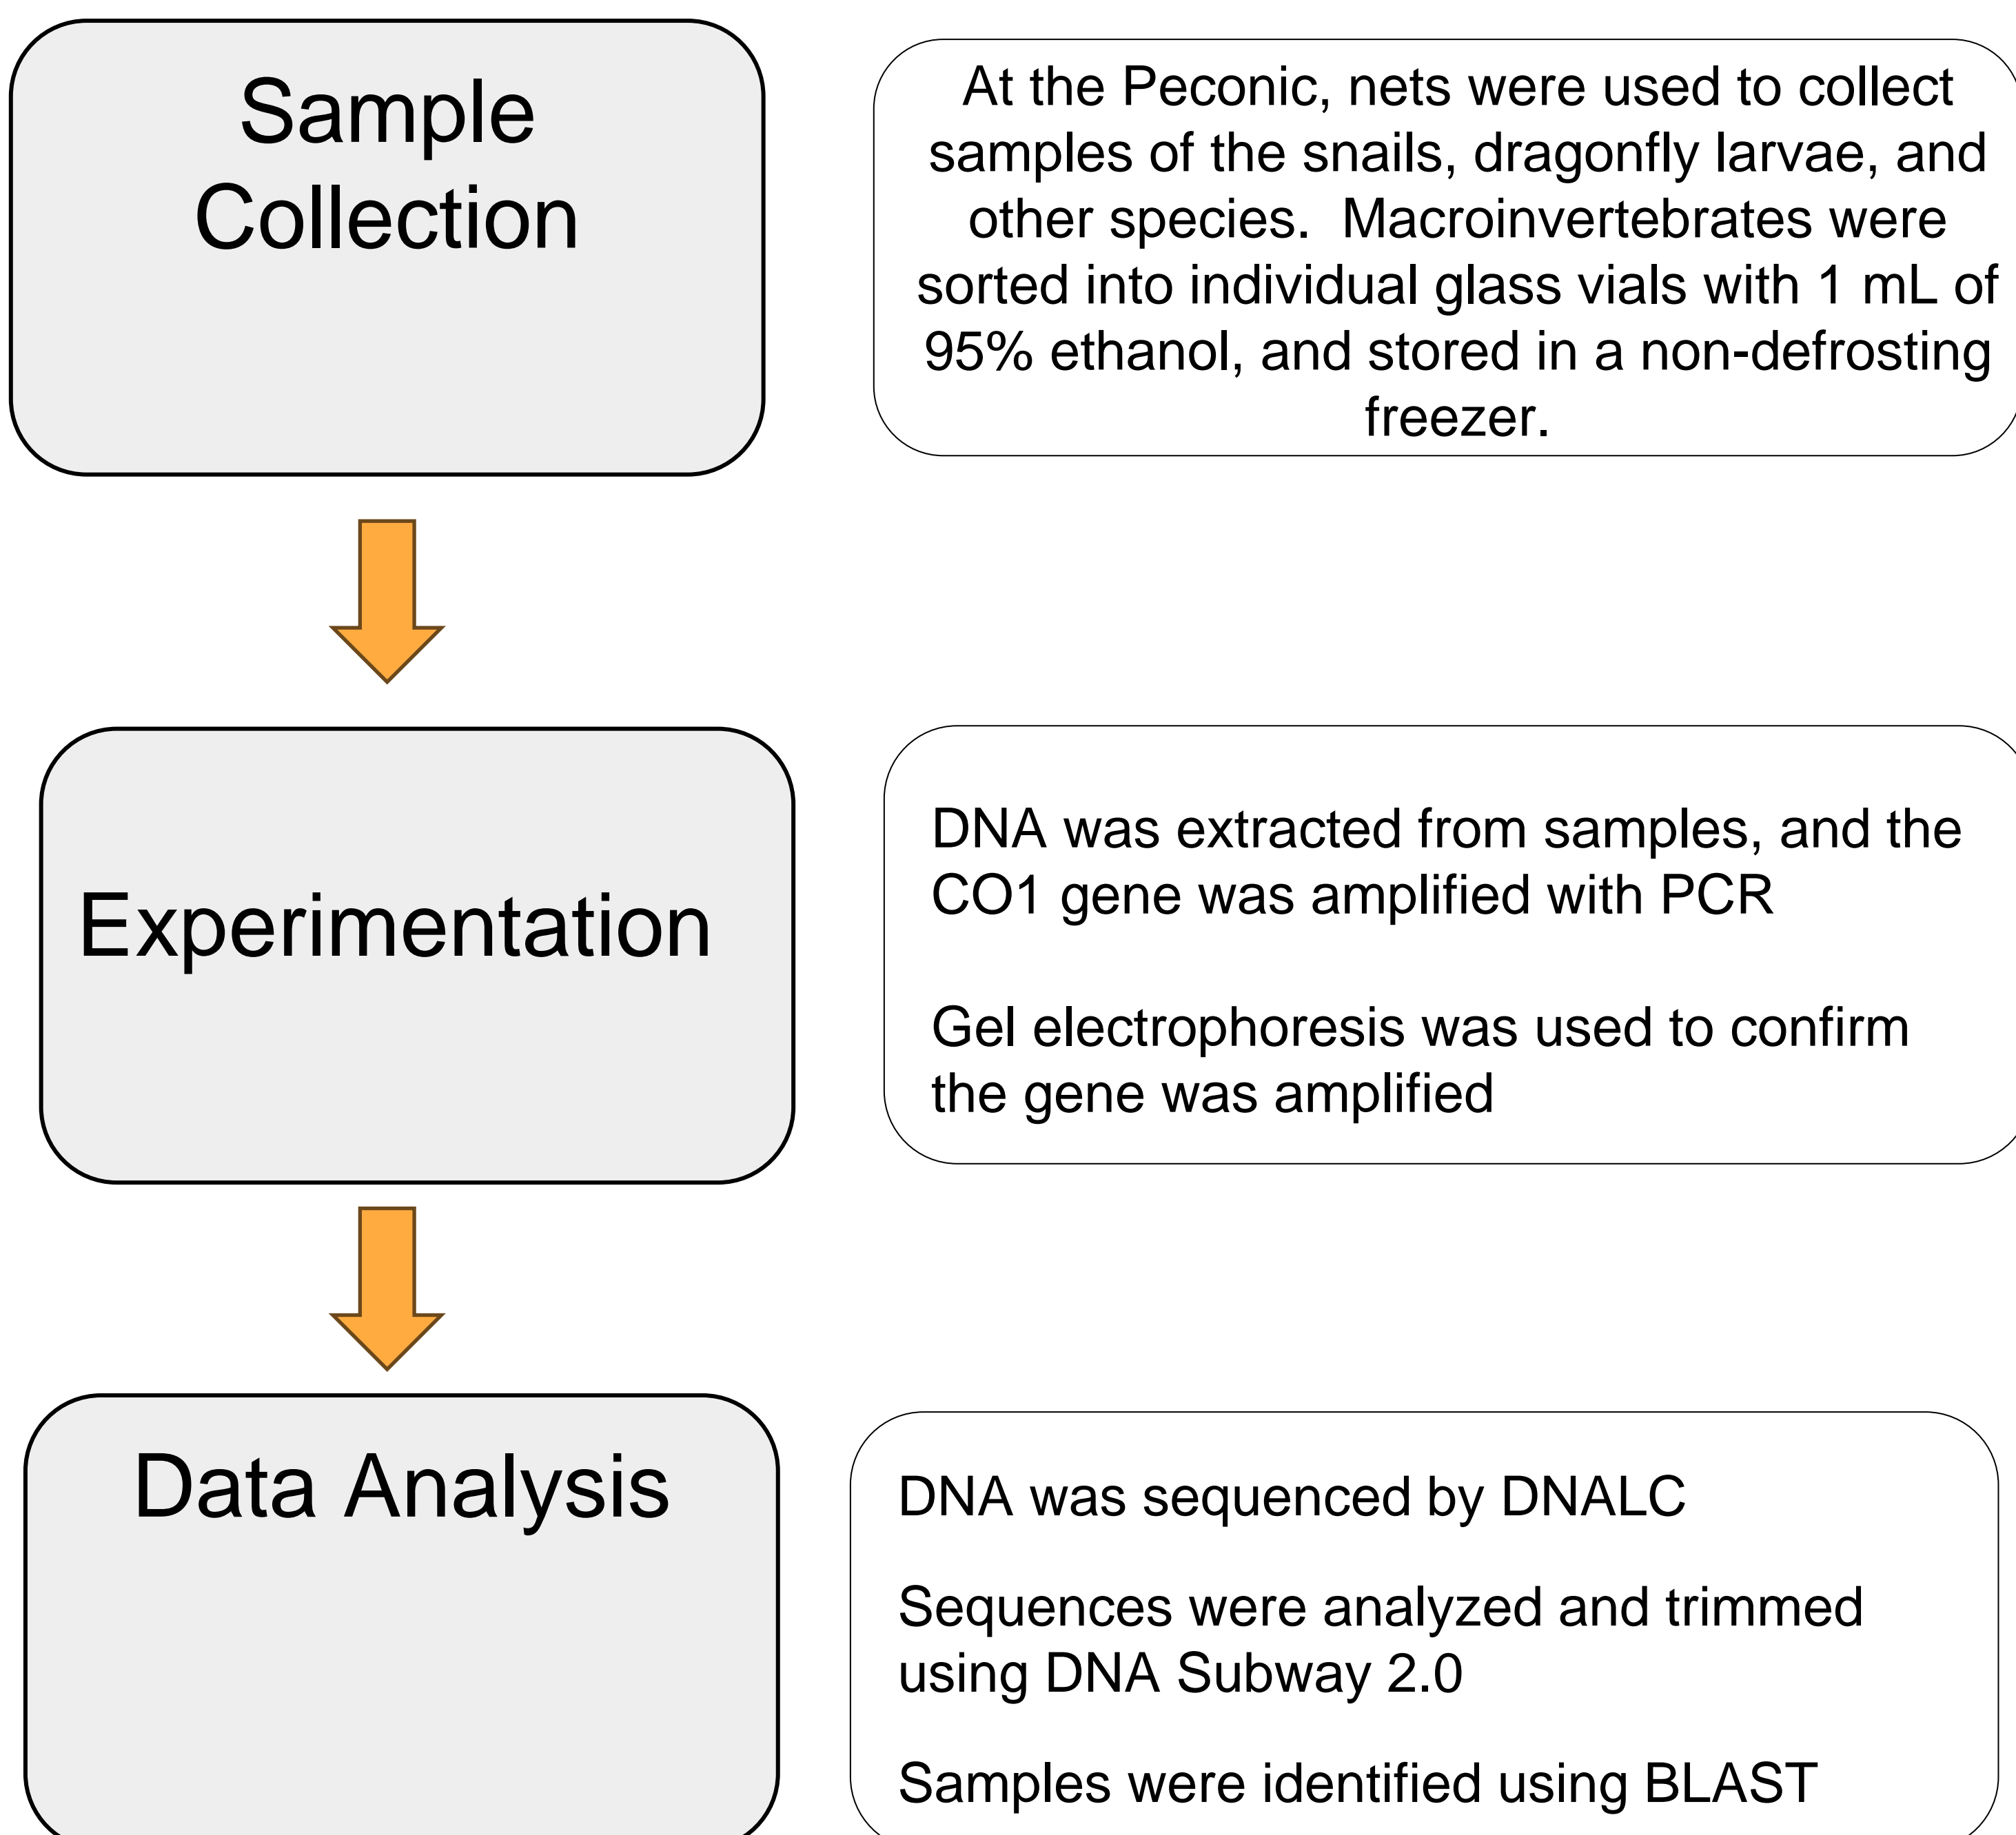 Sample
Collection
At the Peconic, nets were used to collect
samples of the snails, dragonfly larvae, and
other species.  Macroinvertebrates were
sorted into individual glass vials with 1 mL of
95% ethanol, and stored in a non-defrosting
freezer.
Experimentation
DNA was extracted from samples, and the
CO1 gene was amplified with PCR
Gel electrophoresis was used to confirm
the gene was amplified
Data Analysis
DNA was sequenced by DNALC
Sequences were analyzed and trimmed
using DNA Subway 2.0
Samples were identified using BLAST